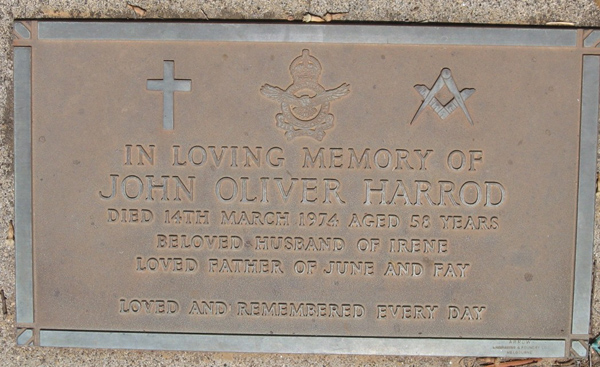 IN LOVING MEMORY OF
JOHN OLIVER HARROD
DIED 14TH MARCH 1974 AGED 58 YEARS
BELOVED HUSBAND OF IRENE
LOVED FATHER OF JUNE AND FAY
LOVED AND REMEMBERED EVERY DAY